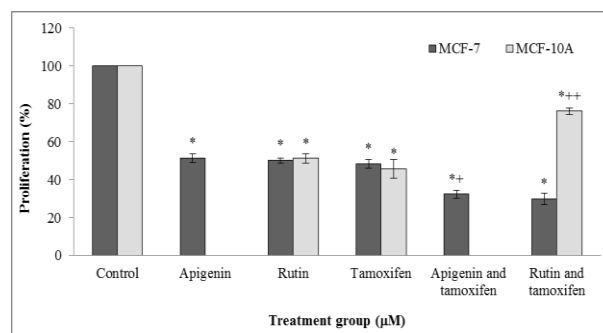 MCF-7 MCF-10A
120
100
80
60
40
20
0
Proliferation (%)
* * * * * *+ * *++
Control Apigenin Rutin Tamoxifen Apigenin and tamoxifen Rutin and tamoxifen
Treatment group (μM)